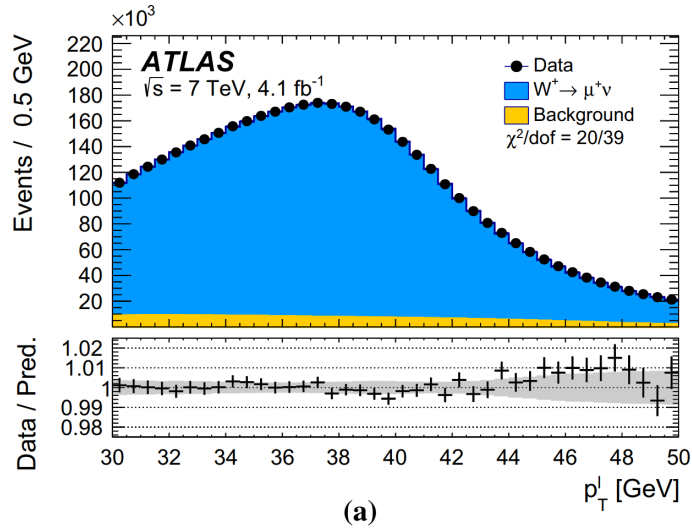 ×10³
Events / 0.5 GeV
220
200
180
160
140
120
100
80
60
40
20
ATLAS
√s = 7 TeV, 4.1 fb⁻¹
Data
W⁺→ μ⁺ν
Background
χ²/dof = 20/39
Data / Pred.
1.02
1.01
1
0.99
0.98
30 32 34 36 38 40 42 44 46 48 50
p_T^l [GeV]
(a)